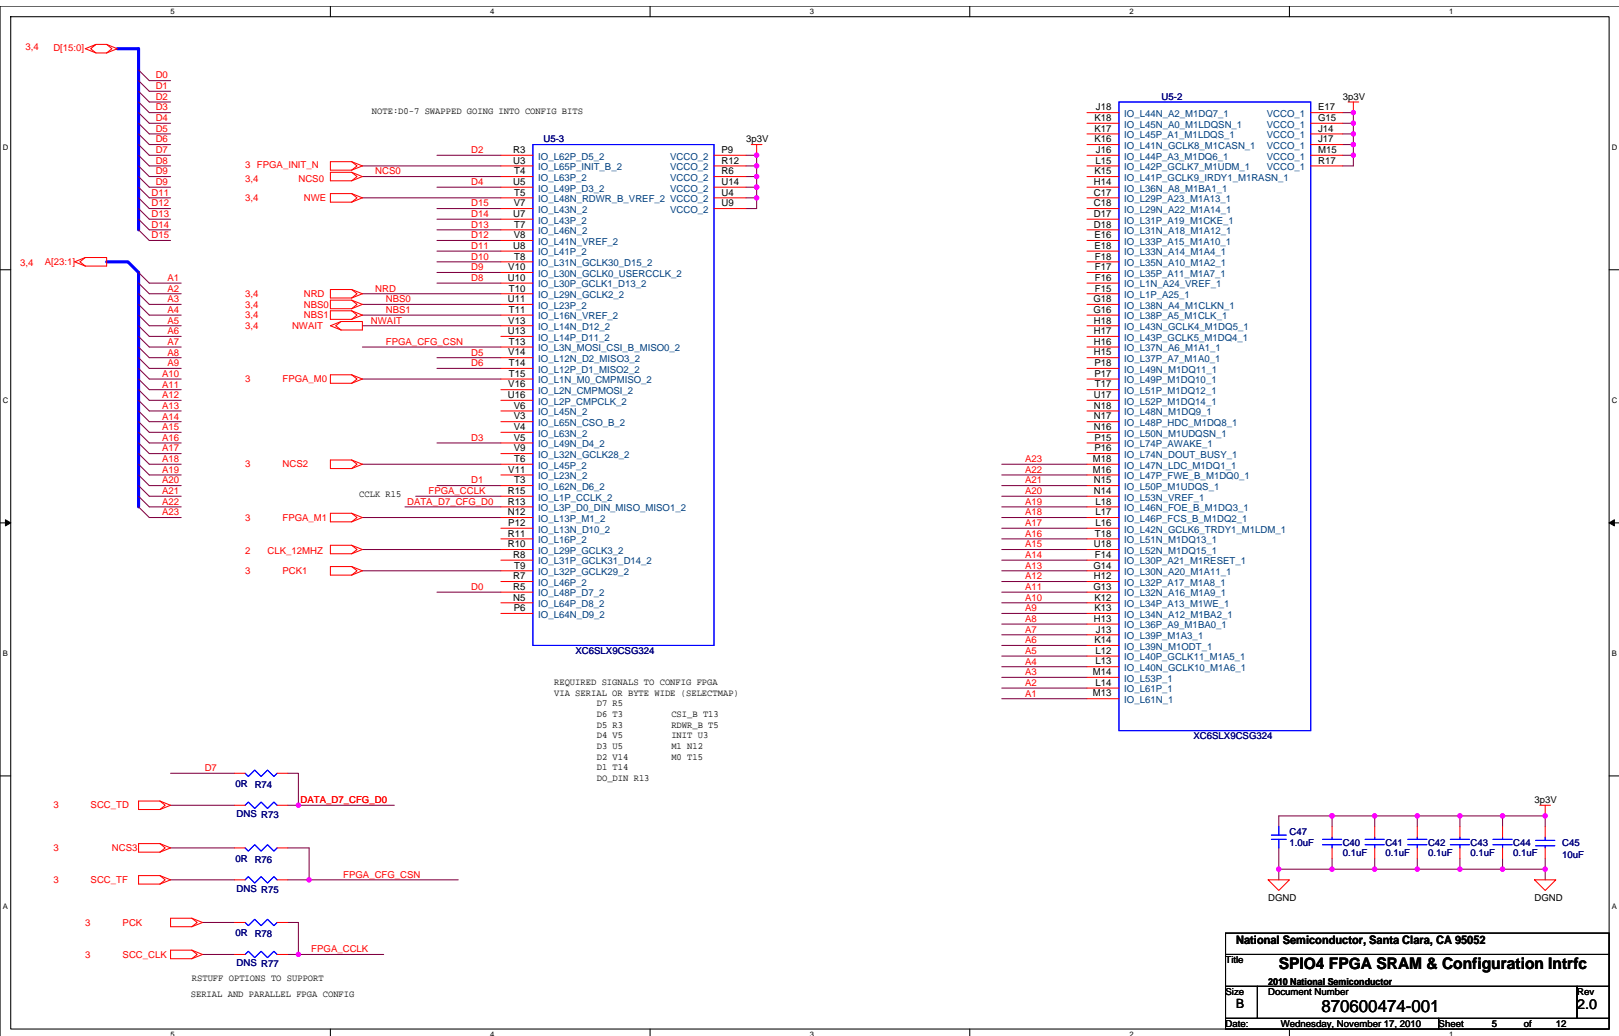 5 4 3 2 1
3,4 D[15:0]
D0
D1
D2
D3
D4
D5
D6
D7
D8
D9
D9
D11
D12
D13
D14
D15
3,4 A[23:1]
A1
A2
A3
A4
A5
A6
A7
A8
A9
A10
A11
A12
A13
A14
A15
A16
A17
A18
A19
A20
A21
A22
A23
NOTE:D0-7 SWAPPED GOING INTO CONFIG BITS
U5-3
3p3V
D2 R3 IO_L62P_D5_2 VCCO_2 P9
3 FPGA_INIT_N U3 IO_L65P_INIT_B_2 VCCO_2 R12
3,4 NCS0 NCS0 T4 IO_L63P_2 VCCO_2 R6
D4 U5 IO_L49P_D3_2 VCCO_2 U14
3,4 NWE T5 IO_L48N_RDWR_B_VREF_2 VCCO_2 U4
D15 V7 IO_L43N_2 VCCO_2 U9
D14 U7 IO_L43P_2
D13 T7 IO_L46N_2
D12 V8 IO_L41N_VREF_2
D11 U8 IO_L41P_2
D10 T8 IO_L31N_GCLK30_D15_2
D9 V10 IO_L30N_GCLK0_USERCCLK_2
D8 U10 IO_L30P_GCLK1_D13_2
3,4 NRD NRD T10 IO_L29N_GCLK2_2
3,4 NBS0 NBS0 U11 IO_L23P_2
3,4 NBS1 NBS1 T11 IO_L16N_VREF_2
3,4 NWAIT NWAIT V13 IO_L14N_D12_2
U13 IO_L14P_D11_2
FPGA_CFG_CSN T13 IO_L3N_MOSI_CSI_B_MISO0_2
D5 V14 IO_L12N_D2_MISO3_2
D6 T14 IO_L12P_D1_MISO2_2
3 FPGA_M0 T15 IO_L1N_M0_CMPMISO_2
V16 IO_L2N_CMPMOSI_2
U16 IO_L2P_CMPCLK_2
V6 IO_L45N_2
V3 IO_L65N_CSO_B_2
V4 IO_L63N_2
D3 V5 IO_L49N_D4_2
V9 IO_L32N_GCLK28_2
3 NCS2 T6 IO_L45P_2
V11 IO_L23N_2
D1 T3 IO_L62N_D6_2
CCLK R15 FPGA_CCLK R15 IO_L1P_CCLK_2
DATA_D7_CFG_D0 R13 IO_L3P_D0_DIN_MISO_MISO1_2
3 FPGA_M1 N12 IO_L13P_M1_2
P12 IO_L13N_D10_2
R11 IO_L16P_2
2 CLK_12MHZ R10 IO_L29P_GCLK3_2
R8 IO_L31P_GCLK31_D14_2
3 PCK1 T9 IO_L32P_GCLK29_2
R7 IO_L46P_2
D0 R5 IO_L48P_D7_2
N5 IO_L64P_D8_2
P6 IO_L64N_D9_2
XC6SLX9CSG324
REQUIRED SIGNALS TO CONFIG FPGA
VIA SERIAL OR BYTE WIDE (SELECTMAP)
D7 R5
D6 T3 CSI_B T13
D5 R3 RDWR_B T5
D4 V5 INIT U3
D3 U5 M1 N12
D2 V14 M0 T15
D1 T14
DO_DIN R13
U5-2
3p3V
J18 IO_L44N_A2_M1DQ7_1 VCCO_1 E17
K18 IO_L45N_A0_M1LDQSN_1 VCCO_1 G15
K17 IO_L45P_A1_M1LDQS_1 VCCO_1 J14
K16 IO_L41N_GCLK8_M1CASN_1 VCCO_1 J17
J16 IO_L44P_A3_M1DQ6_1 VCCO_1 M15
L15 IO_L42P_GCLK7_M1UDM_1 VCCO_1 R17
K15 IO_L41P_GCLK9_IRDY1_M1RASN_1
H14 IO_L36N_A8_M1BA1_1
C17 IO_L29P_A23_M1A13_1
C18 IO_L29N_A22_M1A14_1
D17 IO_L31P_A19_M1CKE_1
D18 IO_L31N_A18_M1A12_1
E16 IO_L33P_A15_M1A10_1
E18 IO_L33N_A14_M1A4_1
F18 IO_L35N_A10_M1A2_1
F17 IO_L35P_A11_M1A7_1
F16 IO_L1N_A24_VREF_1
F15 IO_L1P_A25_1
G18 IO_L38N_A4_M1CLKN_1
G16 IO_L38P_A5_M1CLK_1
H18 IO_L43N_GCLK4_M1DQ5_1
H17 IO_L43P_GCLK5_M1DQ4_1
H16 IO_L37N_A6_M1A1_1
H15 IO_L37P_A7_M1A0_1
P18 IO_L49N_M1DQ11_1
P17 IO_L49P_M1DQ10_1
T17 IO_L51P_M1DQ12_1
U17 IO_L52P_M1DQ14_1
N18 IO_L48N_M1DQ9_1
N17 IO_L48P_HDC_M1DQ8_1
N16 IO_L50N_M1UDQSN_1
P15 IO_L74P_AWAKE_1
P16 IO_L74N_DOUT_BUSY_1
A23 M18 IO_L47N_LDC_M1DQ1_1
A22 M16 IO_L47P_FWE_B_M1DQ0_1
A21 N15 IO_L50P_M1UDQS_1
A20 N14 IO_L53N_VREF_1
A19 L18 IO_L46N_FOE_B_M1DQ3_1
A18 L17 IO_L46P_FCS_B_M1DQ2_1
A17 L16 IO_L42N_GCLK6_TRDY1_M1LDM_1
A16 T18 IO_L51N_M1DQ13_1
A15 U18 IO_L52N_M1DQ15_1
A14 F14 IO_L30P_A21_M1RESET_1
A13 G14 IO_L30N_A20_M1A11_1
A12 H12 IO_L32P_A17_M1A8_1
A11 G13 IO_L32N_A16_M1A9_1
A10 K12 IO_L34P_A13_M1WE_1
A9 K13 IO_L34N_A12_M1BA2_1
A8 H13 IO_L36P_A9_M1BA0_1
A7 J13 IO_L39P_M1A3_1
A6 K14 IO_L39N_M1ODT_1
A5 L12 IO_L40P_GCLK11_M1A5_1
A4 L13 IO_L40N_GCLK10_M1A6_1
A3 M14 IO_L53P_1
A2 L14 IO_L61P_1
A1 M13 IO_L61N_1
XC6SLX9CSG324
D7
0R R74
3 SCC_TD DATA_D7_CFG_D0
DNS R73
3 NCS3
0R R76
3 SCC_TF FPGA_CFG_CSN
DNS R75
3 PCK
0R R78
3 SCC_CLK FPGA_CCLK
DNS R77
RSTUFF OPTIONS TO SUPPORT
SERIAL AND PARALLEL FPGA CONFIG
3p3V
C47 1.0uF
C40 0.1uF
C41 0.1uF
C42 0.1uF
C43 0.1uF
C44 0.1uF
C45 10uF
DGND DGND
D D
C C
B B
A A
National Semiconductor, Santa Clara, CA 95052
Title SPIO4 FPGA SRAM & Configuration Intrfc
2010 National Semiconductor
Size Document Number Rev
B 870600474-001 2.0
Date: Wednesday, November 17, 2010 Sheet 5 of 12
5 4 3 2 1